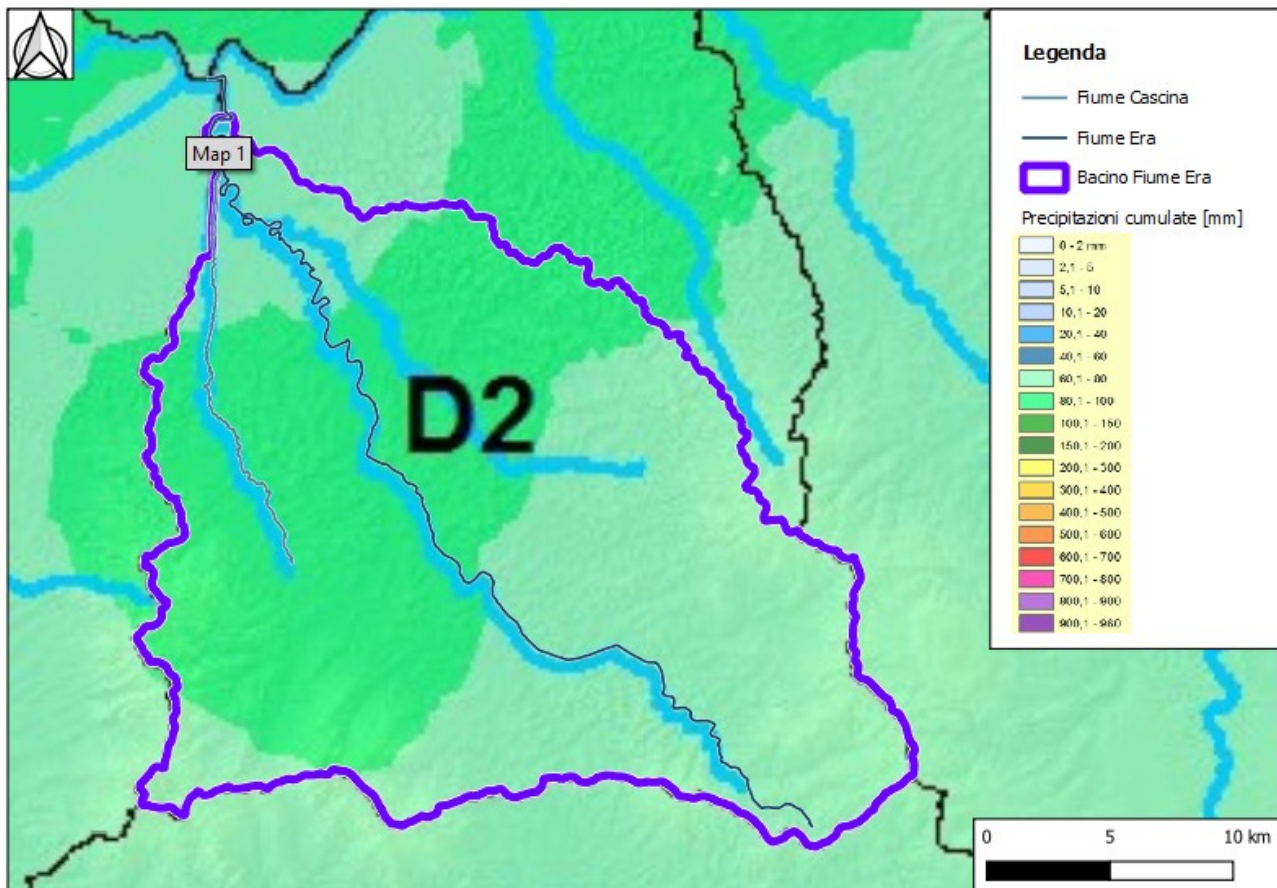 Map 1
D2
Legenda
Fiume Cascina
Fiume Era
Bacino Fiume Era
Precipitazioni cumulate [mm]
0 - 2 mm
2,1 - 5
5,1 - 10
10,1 - 20
20,1 - 40
40,1 - 60
60,1 - 80
80,1 - 100
100,1 - 150
150,1 - 200
200,1 - 300
300,1 - 400
400,1 - 500
500,1 - 600
600,1 - 700
700,1 - 800
800,1 - 900
900,1 - 960
0 5 10 km